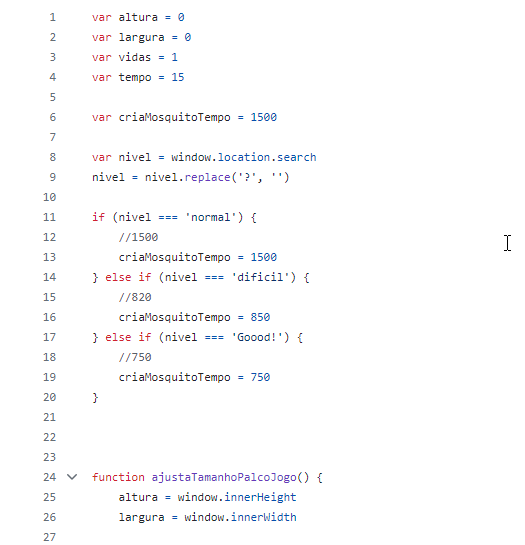 1 var altura = 0
2 var largura = 0
3 var vidas = 1
4 var tempo = 15
5
6 var criaMosquitoTempo = 1500
7
8 var nivel = window.location.search
9 nivel = nivel.replace('?', '')
10
11 if (nivel === 'normal') {
12 //1500
13 criaMosquitoTempo = 1500
14 } else if (nivel === 'dificil') {
15 //820
16 criaMosquitoTempo = 850
17 } else if (nivel === 'Goood!') {
18 //750
19 criaMosquitoTempo = 750
20 }
21
22
23
24 function ajustaTamanhoPalcoJogo() {
25 altura = window.innerHeight
26 largura = window.innerWidth
27